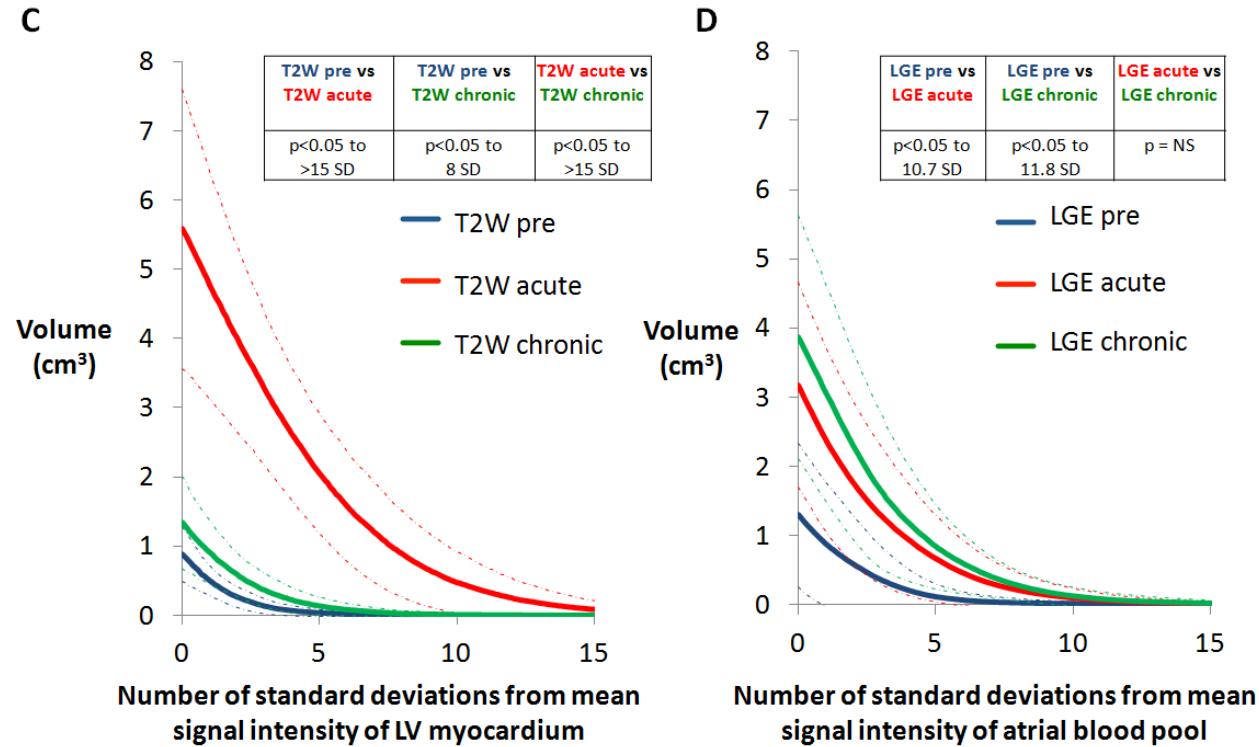 C
8
7
6
5
4
3
2
1
0
Volume
(cm³)
T2W pre vs
T2W acute
T2W pre vs
T2W chronic
T2W acute vs
T2W chronic
p<0.05 to
>15 SD
p<0.05 to
8 SD
p<0.05 to
>15 SD
T2W pre
T2W acute
T2W chronic
0 5 10 15
Number of standard deviations from mean
signal intensity of LV myocardium
D
8
7
6
5
4
3
2
1
0
Volume
(cm³)
LGE pre vs
LGE acute
LGE pre vs
LGE chronic
LGE acute vs
LGE chronic
p<0.05 to
10.7 SD
p<0.05 to
11.8 SD
p = NS
LGE pre
LGE acute
LGE chronic
0 5 10 15
Number of standard deviations from mean
signal intensity of atrial blood pool